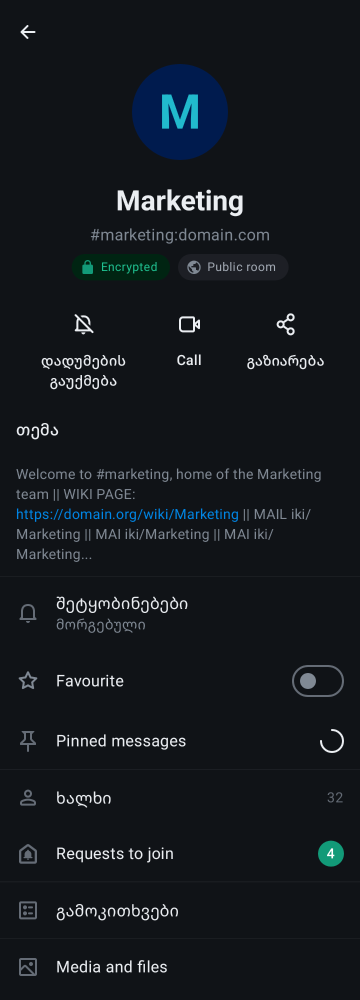 M
Marketing
#marketing:domain.com
Encrypted
Public room
დადუმების
გაუქმება
Call
გაზიარება
თემა
Welcome to #marketing, home of the Marketing
team || WIKI PAGE:
https://domain.org/wiki/Marketing || MAIL iki/
Marketing || MAI iki/Marketing || MAI iki/
Marketing...
შეტყობინებები
მორგებული
Favourite
Pinned messages
ხალხი 32
Requests to join 4
გამოკითხვები
Media and files